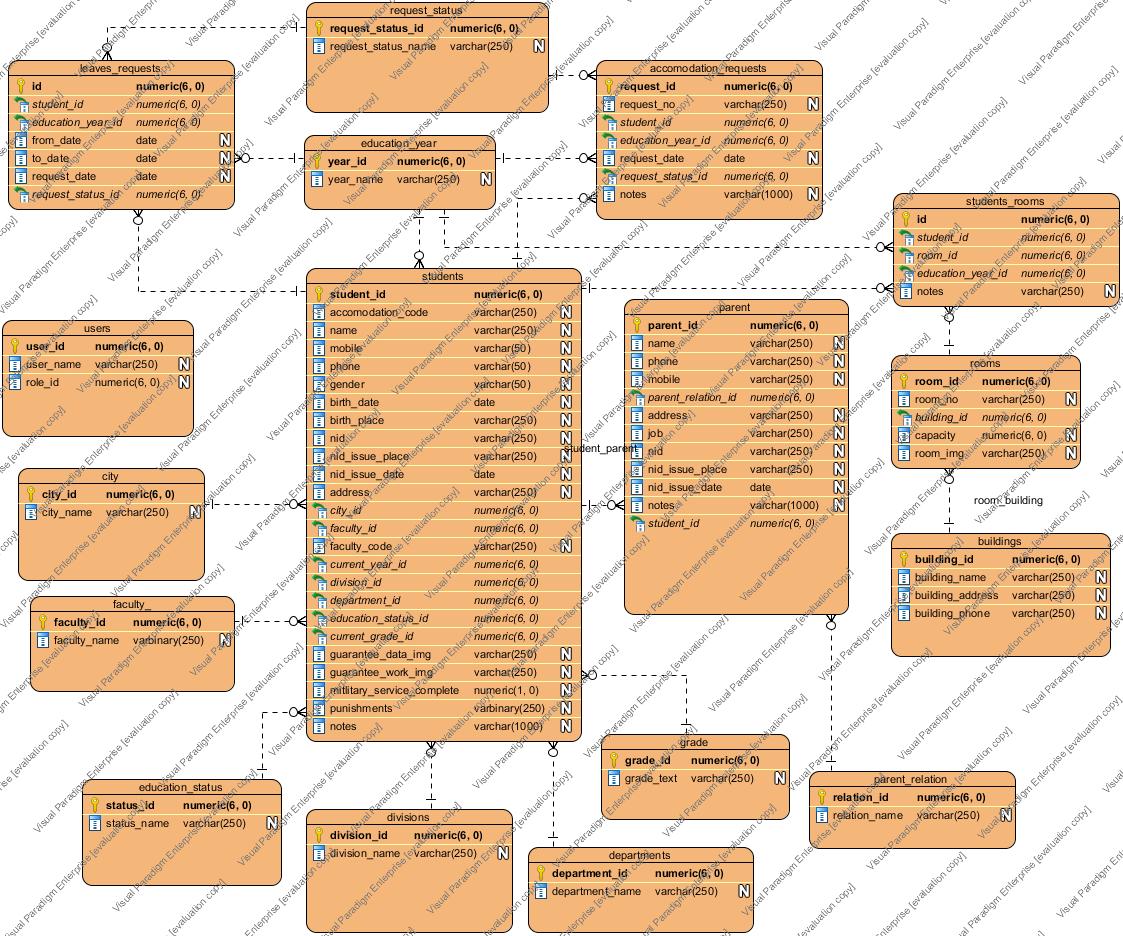 request_status
request_status_id numeric(6, 0)
request_status_name varchar(250) N
leaves_requests
id numeric(6, 0)
student_id numeric(6, 0)
education_year_id numeric(6, 0)
from_date date N
to_date date N
request_date date N
request_status_id numeric(6, 0)
accomodation_requests
request_id numeric(6, 0)
request_no varchar(250) N
student_id numeric(6, 0)
education_year_id numeric(6, 0)
request_date date N
request_status_id numeric(6, 0)
notes varchar(1000) N
education_year
year_id numeric(6, 0)
year_name varchar(250) N
students_rooms
id numeric(6, 0)
student_id numeric(6, 0)
room_id numeric(6, 0)
education_year_id numeric(6, 0)
notes varchar(250) N
students
student_id numeric(6, 0)
accomodation_code varchar(250) N
name varchar(250) N
mobile varchar(50) N
phone varchar(50) N
gender varchar(50) N
birth_date date N
birth_place varchar(250) N
nid varchar(250) N
nid_issue_place varchar(250) N
nid_issue_date date N
address varchar(250) N
city_id numeric(6, 0)
faculty_id numeric(6, 0)
faculty_code varchar(250) N
current_year_id numeric(6, 0)
division_id numeric(6, 0)
department_id numeric(6, 0)
education_status_id numeric(6, 0)
current_grade_id numeric(6, 0)
guarantee_data_img varchar(250) N
guarantee_work_img varchar(250) N
mitlitary_service_complete numeric(1, 0) N
punishments varbinary(250) N
notes varchar(1000) N
student_parent
parent
parent_id numeric(6, 0)
name varchar(250) N
phone varchar(250) N
mobile varchar(250) N
parent_relation_id numeric(6, 0)
address varchar(250) N
job varchar(250) N
nid varchar(250) N
nid_issue_place varchar(250) N
nid_issue_date date N
notes varchar(1000) N
student_id numeric(6, 0)
users
user_id numeric(6, 0)
user_name varchar(250) N
role_id numeric(6, 0) N
rooms
room_id numeric(6, 0)
room_no varchar(250) N
building_id numeric(6, 0)
capacity numeric(6, 0) N
room_img varchar(250) N
room_building
city
city_id numeric(6, 0)
city_name varchar(250) N
buildings
building_id numeric(6, 0)
building_name varchar(250) N
building_address varchar(250) N
building_phone varchar(250) N
faculty_
faculty_id numeric(6, 0)
faculty_name varbinary(250) N
grade
grade_id numeric(6, 0)
grade_text varchar(250) N
parent_relation
relation_id numeric(6, 0)
relation_name varchar(250) N
education_status
status_id numeric(6, 0)
status_name varchar(250) N
divisions
division_id numeric(6, 0)
division_name varchar(250) N
departments
department_id numeric(6, 0)
department_name varchar(250) N
Visual Paradigm Enterprise [evaluation copy]